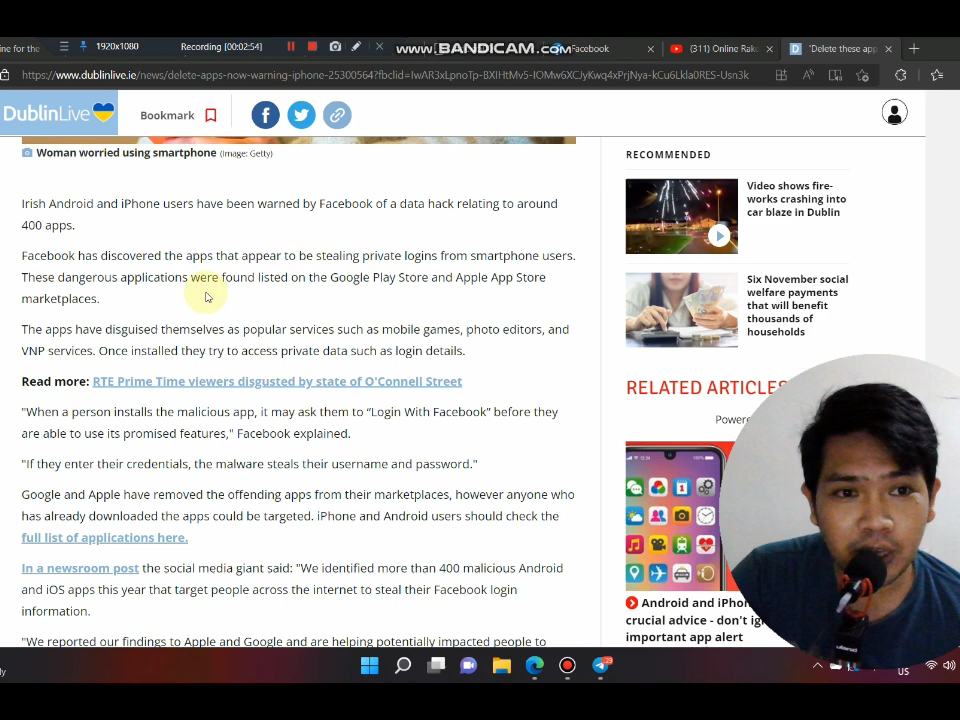 ine for the
1920x1080
Recording [00:02:54]
www.BANDICAM.com
Facebook
(311) Online Rak
"Delete these app
https://www.dublinlive.ie/news/delete-apps-now-warning-iphone-25300564?fbclid=IwAR3xLpnoTp-BXIHtMv5-IOMw6XCJyKwq4xPrjNya-kCu6Lkla0RES-Usn3k
DublinLive
Bookmark
Woman worried using smartphone (Image: Getty)
Irish Android and iPhone users have been warned by Facebook of a data hack relating to around
400 apps.
Facebook has discovered the apps that appear to be stealing private logins from smartphone users.
These dangerous applications were found listed on the Google Play Store and Apple App Store
marketplaces.
The apps have disguised themselves as popular services such as mobile games, photo editors, and
VNP services. Once installed they try to access private data such as login details.
Read more: RTE Prime Time viewers disgusted by state of O'Connell Street
"When a person installs the malicious app, it may ask them to “Login With Facebook” before they
are able to use its promised features," Facebook explained.
"If they enter their credentials, the malware steals their username and password."
Google and Apple have removed the offending apps from their marketplaces, however anyone who
has already downloaded the apps could be targeted. iPhone and Android users should check the
full list of applications here.
In a newsroom post the social media giant said: "We identified more than 400 malicious Android
and iOS apps this year that target people across the internet to steal their Facebook login
information.
"We reported our findings to Apple and Google and are helping potentially impacted people to
RECOMMENDED
Video shows fire-
works crashing into
car blaze in Dublin
Six November social
welfare payments
that will benefit
thousands of
households
RELATED ARTICLES
Powere
Android and iPhon
crucial advice - don't ig
important app alert
23
US